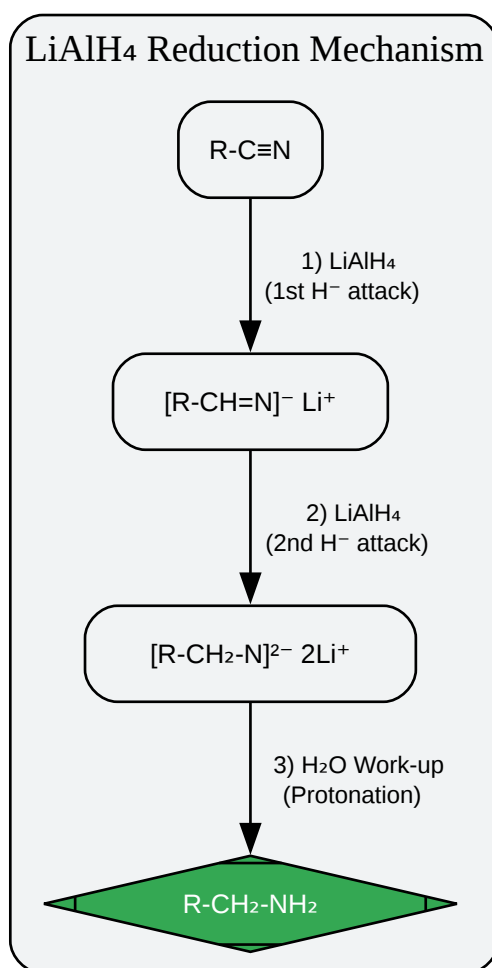 LiAlH₄ Reduction Mechanism
R-C≡N
1) LiAlH₄
(1st H⁻ attack)
[R-CH=N]⁻ Li⁺
2) LiAlH₄
(2nd H⁻ attack)
[R-CH₂-N]²⁻ 2Li⁺
3) H₂O Work-up
(Protonation)
R-CH₂-NH₂